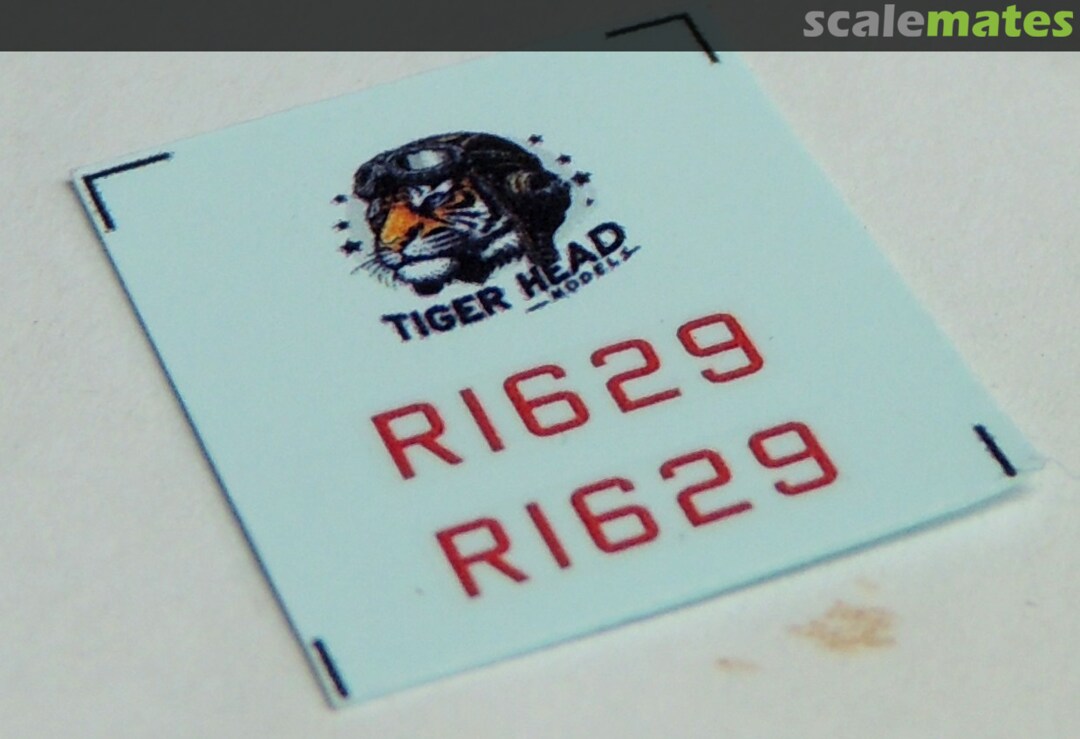 scalemates
TIGER HEAD
MODELS
R1629
R1629